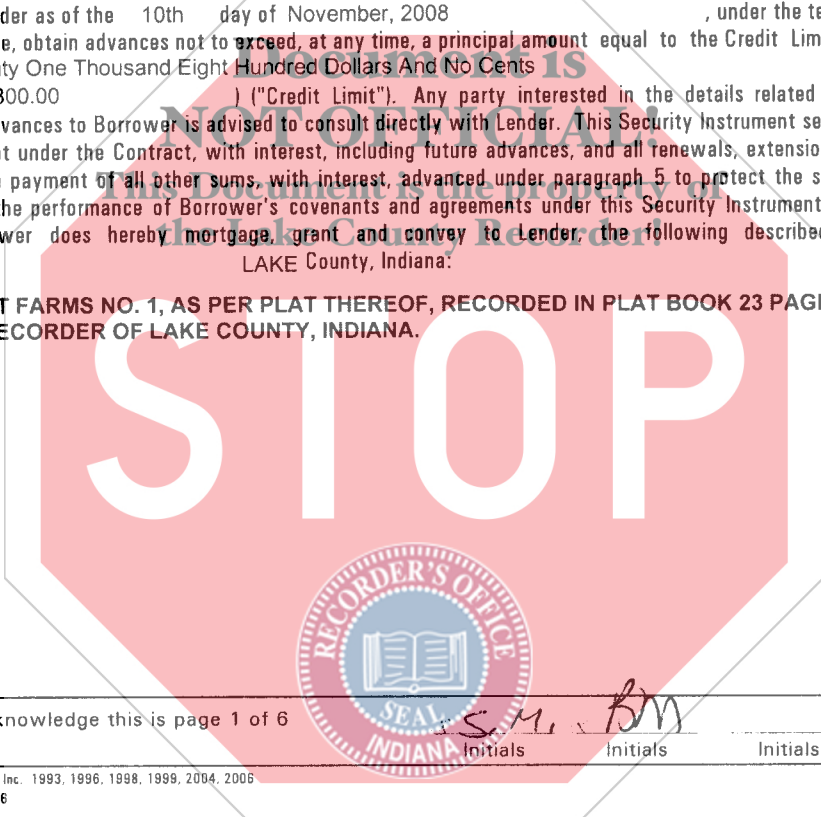 der as of the 10th day of November, 2008 , under the te
e, obtain advances not to exceed, at any time, a principal amount equal to the Credit Lim
ty One Thousand Eight Hundred Dollars And No Cents
Document is
800.00 ) ("Credit Limit"). Any party interested in the details related
NOT OFFICIAL!
vances to Borrower is advised to consult directly with Lender. This Security Instrument se
t under the Contract, with interest, including future advances, and all renewals, extensio
payment of all other sums, with interest, advanced under paragraph 5 to protect the s
This Document is the property of
he performance of Borrower's covenants and agreements under this Security Instrument
wer does hereby mortgage, grant and convey to Lender, the following described
the Lake County Recorder!
LAKE County, Indiana:
T FARMS NO. 1, AS PER PLAT THEREOF, RECORDED IN PLAT BOOK 23 PAG
ECORDER OF LAKE COUNTY, INDIANA.
STOP
RECORDER'S OFFICE
SEAL
INDIANA
knowledge this is page 1 of 6
S. M. BM
Initials Initials Initials
Inc. 1993, 1996, 1998, 1999, 2004, 2006
6